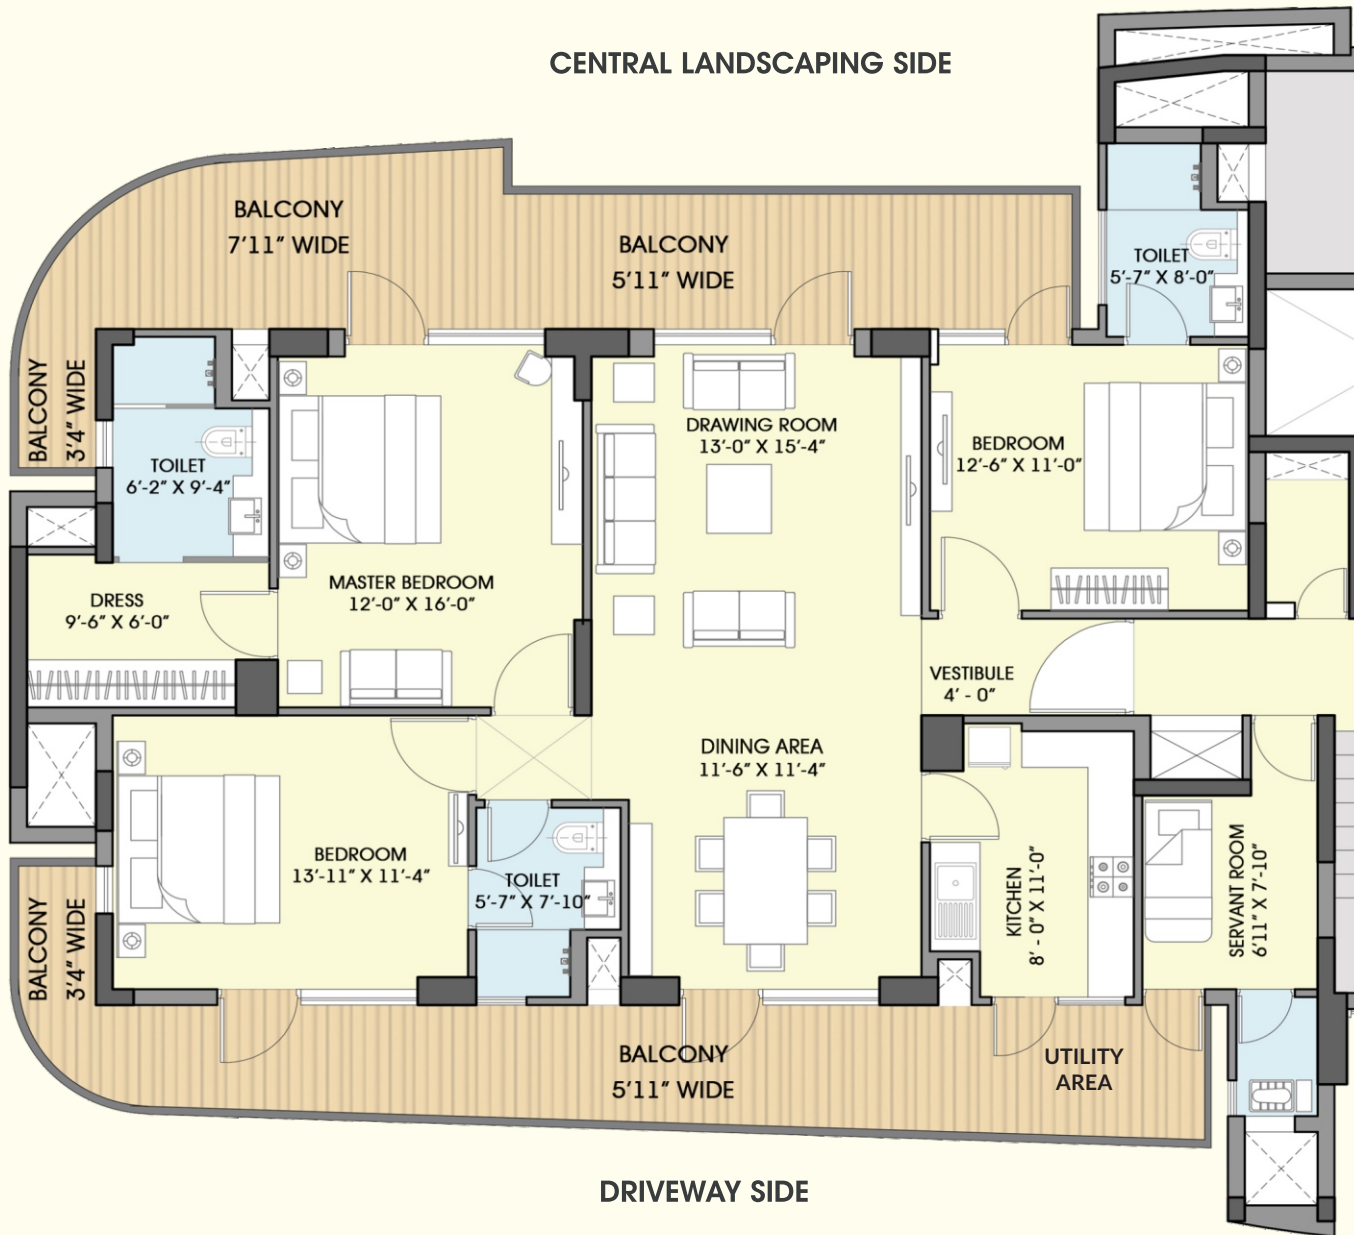 CENTRAL LANDSCAPING SIDE
BALCONY
7'11" WIDE
BALCONY
5'11" WIDE
TOILET
5'-7" X 8'-0"
BALCONY
3'4" WIDE
TOILET
6'-2" X 9'-4"
DRAWING ROOM
13'-0" X 15'-4"
BEDROOM
12'-6" X 11'-0"
MASTER BEDROOM
12'-0" X 16'-0"
DRESS
9'-6" X 6'-0"
VESTIBULE
4' - 0"
DINING AREA
11'-6" X 11'-4"
BEDROOM
13'-11" X 11'-4"
TOILET
5'-7" X 7'-10"
KITCHEN
8' - 0" X 11'-0"
SERVANT ROOM
6'11" X 7'-10"
BALCONY
3'4" WIDE
BALCONY
5'11" WIDE
UTILITY
AREA
DRIVEWAY SIDE